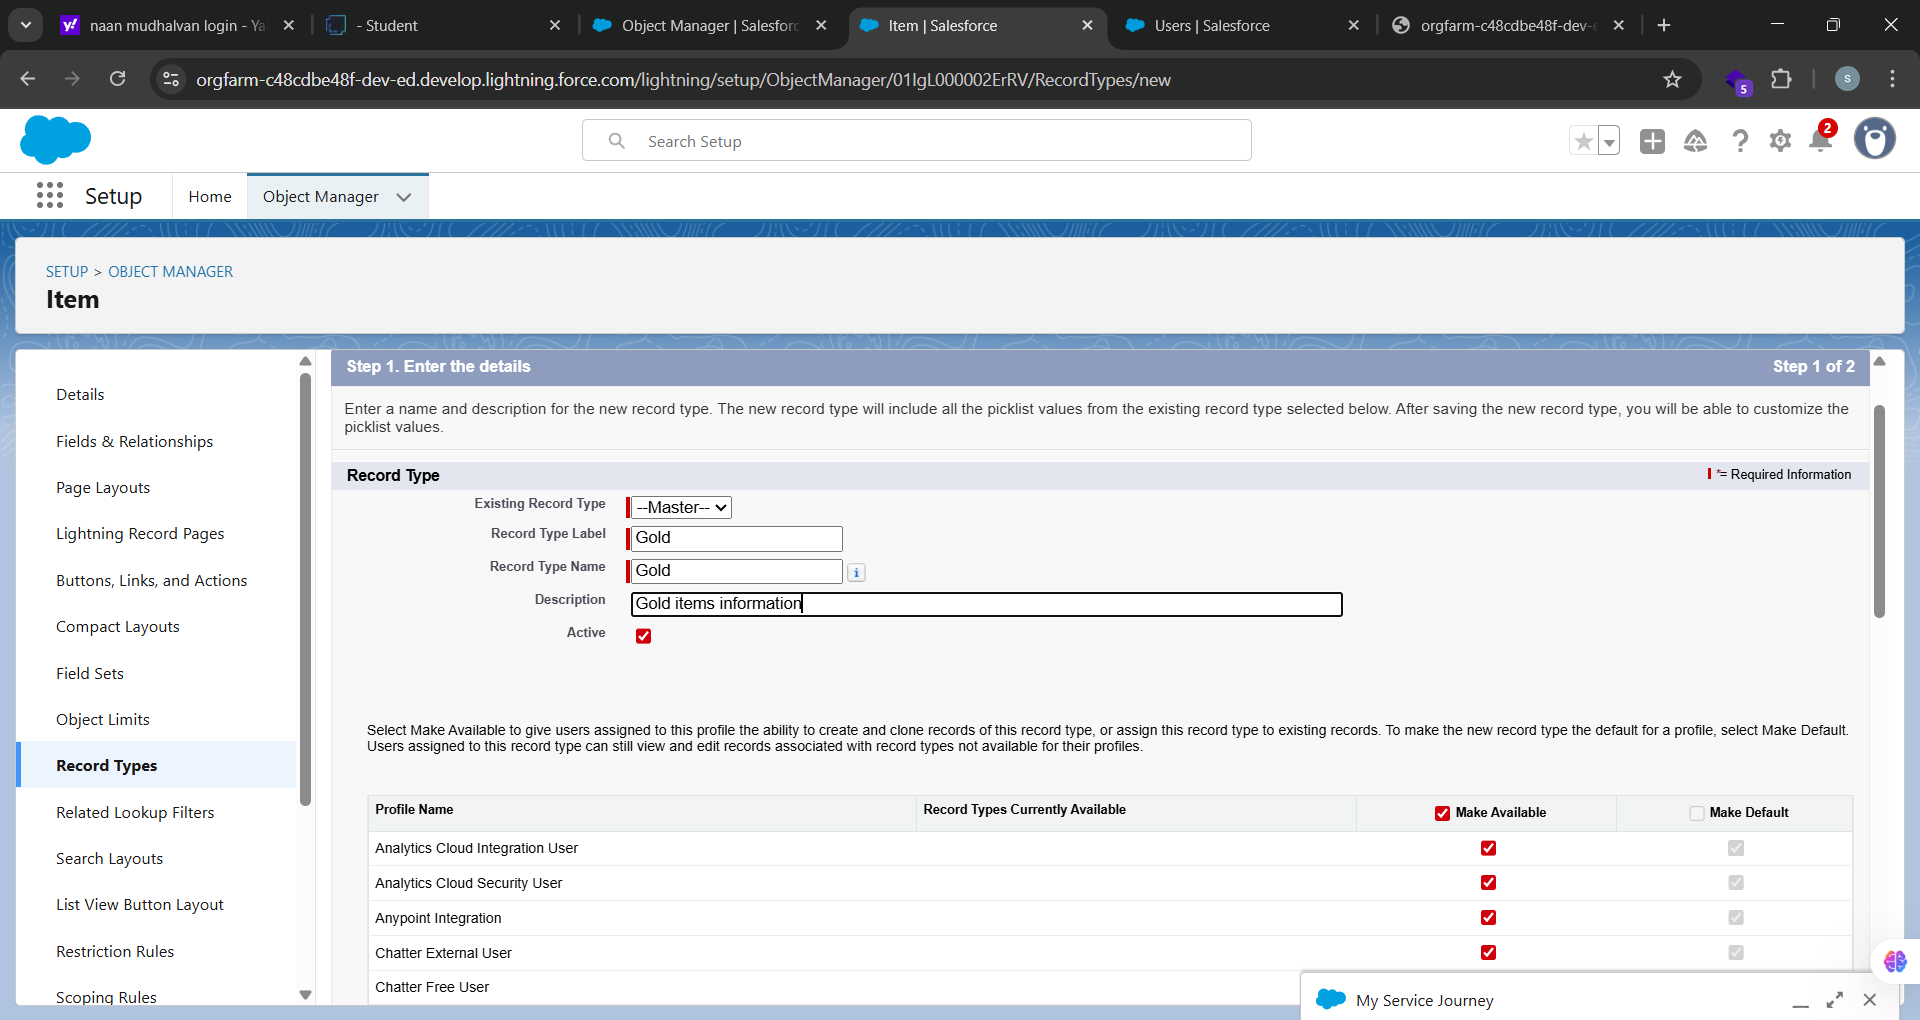 naan mudhalvan login - Ya
- Student
Object Manager | Salesforc
Item | Salesforce
Users | Salesforce
orgfarm-c48cdbe48f-dev-e
orgfarm-c48cdbe48f-dev-ed.develop.lightning.force.com/lightning/setup/ObjectManager/01IgL000002ErRV/RecordTypes/new
5
S
Search Setup
2
Setup
Home
Object Manager
SETUP > OBJECT MANAGER
Item
Details
Fields & Relationships
Page Layouts
Lightning Record Pages
Buttons, Links, and Actions
Compact Layouts
Field Sets
Object Limits
Record Types
Related Lookup Filters
Search Layouts
List View Button Layout
Restriction Rules
Scoping Rules
Step 1. Enter the details
Step 1 of 2
Enter a name and description for the new record type. The new record type will include all the picklist values from the existing record type selected below. After saving the new record type, you will be able to customize the
picklist values.
Record Type
*= Required Information
Existing Record Type --Master--
Record Type Label Gold
Record Type Name Gold i
Description Gold items information
Active
Select Make Available to give users assigned to this profile the ability to create and clone records of this record type, or assign this record type to existing records. To make the new record type the default for a profile, select Make Default.
Users assigned to this record type can still view and edit records associated with record types not available for their profiles.
Profile Name Record Types Currently Available Make Available Make Default
Analytics Cloud Integration User
Analytics Cloud Security User
Anypoint Integration
Chatter External User
Chatter Free User
My Service Journey